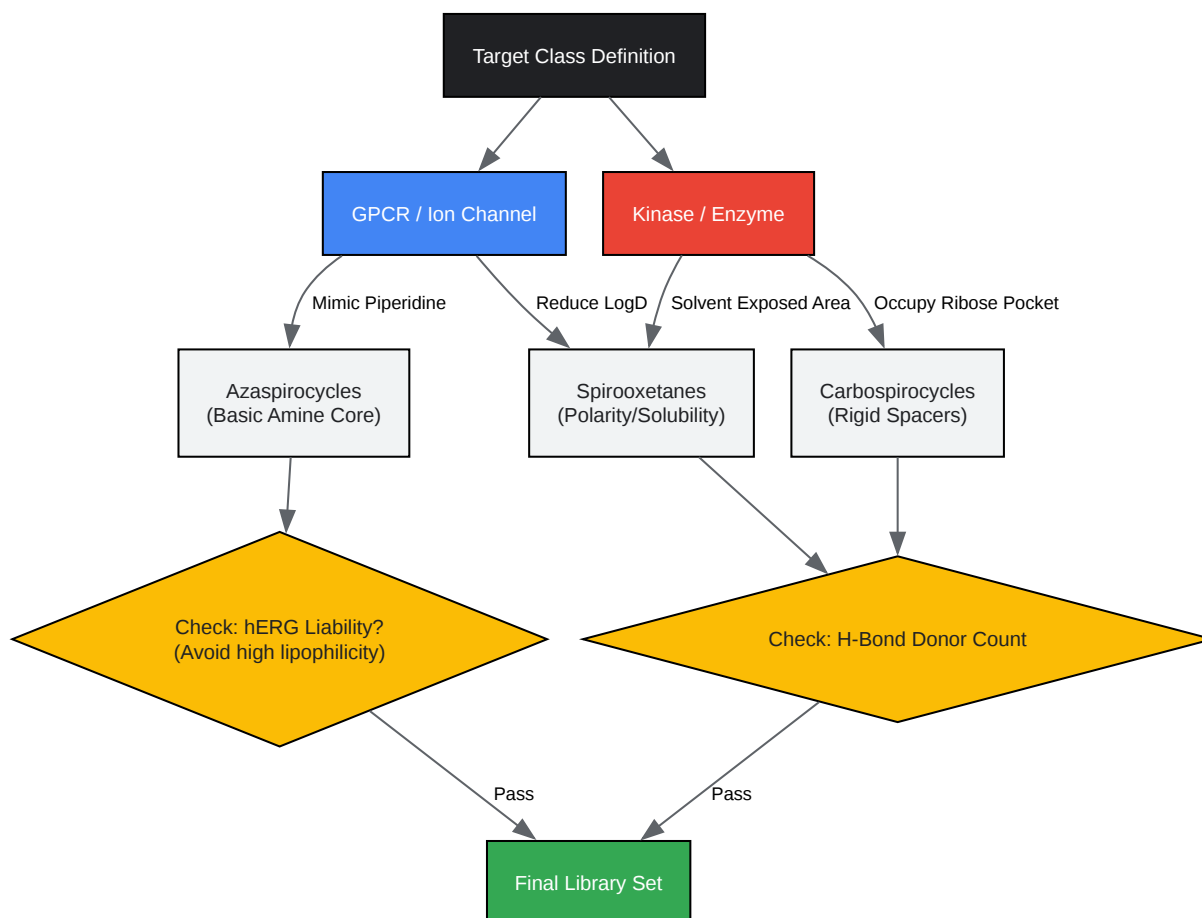 Target Class Definition
GPCR / Ion Channel
Kinase / Enzyme
Mimic Piperidine
Reduce LogD
Solvent Exposed Area
Occupy Ribose Pocket
Azaspirocycles
(Basic Amine Core)
Spirooxetanes
(Polarity/Solubility)
Carbospirocycles
(Rigid Spacers)
Check: hERG Liability?
(Avoid high lipophilicity)
Check: H-Bond Donor Count
Pass
Pass
Final Library Set